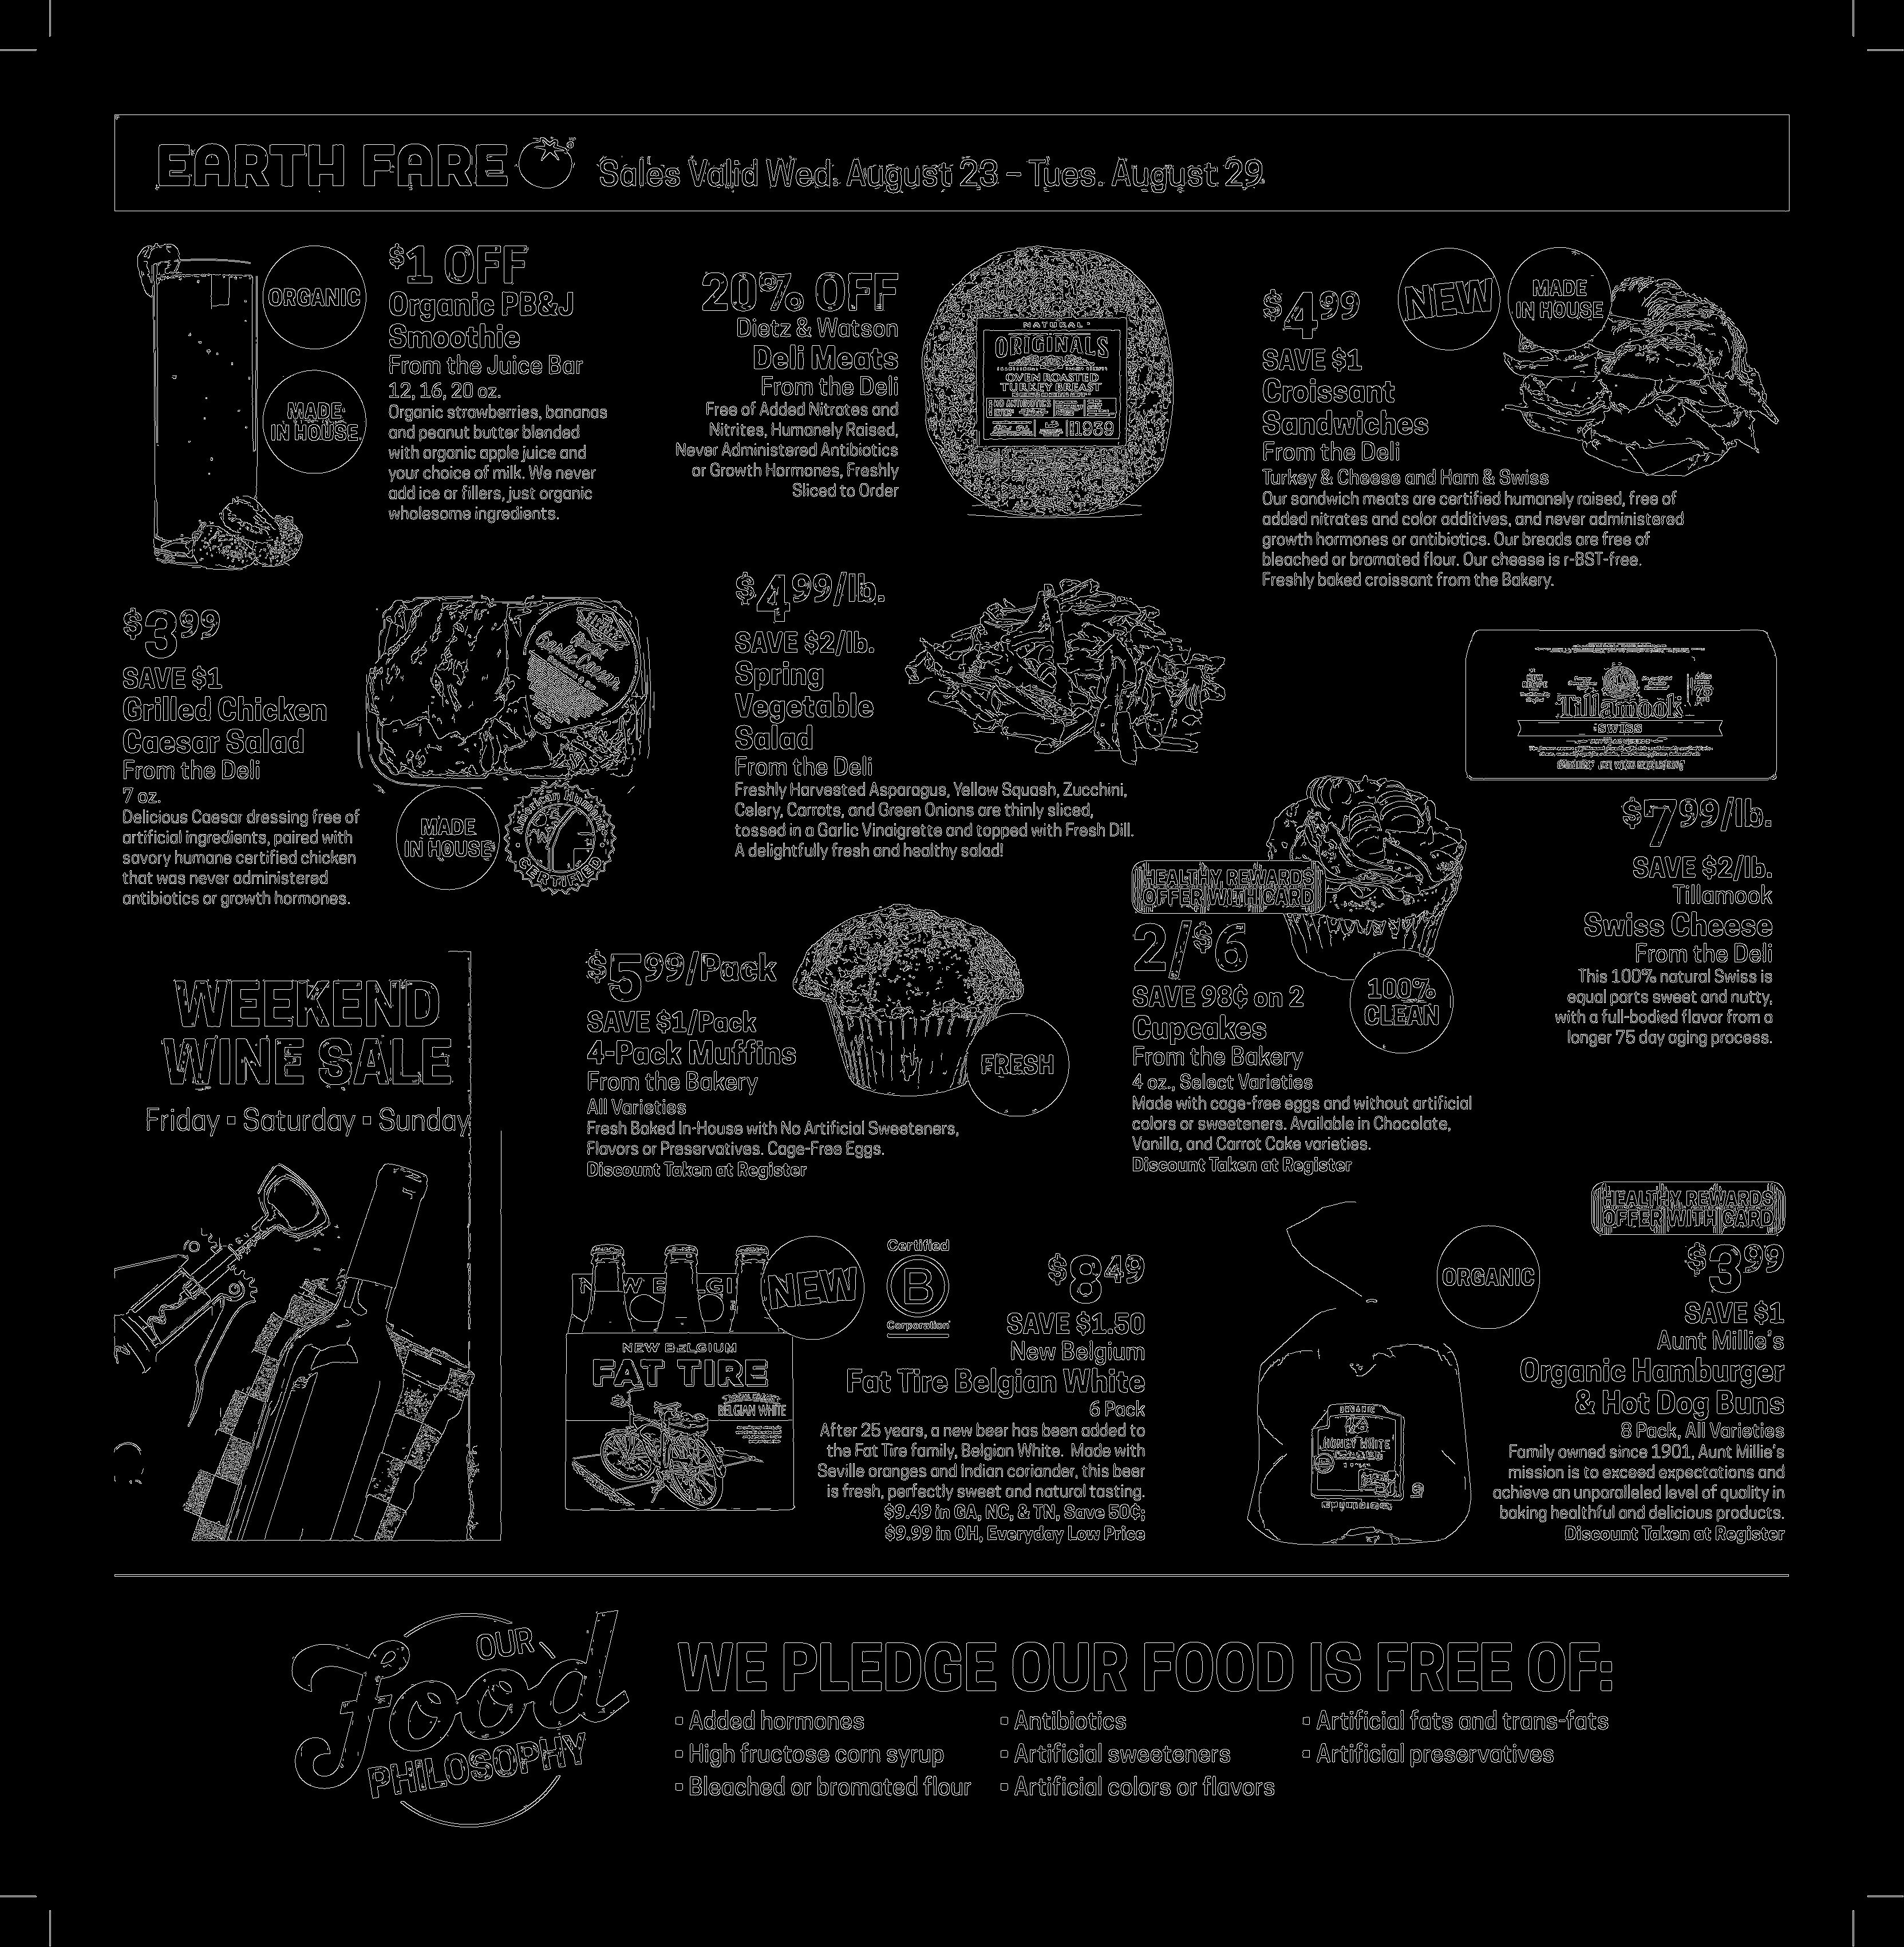 EARTH FARE Sales Valid Wed. August 23 – Tues. August 29
ORGANIC
MADE
IN HOUSE
$1 OFF
Organic PB&J
Smoothie
From the Juice Bar
12, 16, 20 oz.
Organic strawberries, bananas
and peanut butter blended
with organic apple juice and
your choice of milk. We never
add ice or fillers, just organic
wholesome ingredients.
20% OFF
Dietz & Watson
Deli Meats
From the Deli
Free of Added Nitrates and
Nitrites, Humanely Raised,
Never Administered Antibiotics
or Growth Hormones, Freshly
Sliced to Order
NATURAL
ORIGINALS
OVEN ROASTED
TURKEY BREAST
NO ANTIBIOTICS
1939
$4.99
SAVE $1
Croissant
Sandwiches
From the Deli
Turkey & Cheese and Ham & Swiss
Our sandwich meats are certified humanely raised, free of
added nitrates and color additives, and never administered
growth hormones or antibiotics. Our breads are free of
bleached or bromated flour. Our cheese is r-BST-free.
Freshly baked croissant from the Bakery.
NEW
MADE
IN HOUSE
$3.99
SAVE $1
Grilled Chicken
Caesar Salad
From the Deli
7 oz.
Delicious Caesar dressing free of
artificial ingredients, paired with
savory humane certified chicken
that was never administered
antibiotics or growth hormones.
Garlic Caesar
MADE
IN HOUSE
American Humane
CERTIFIED
$4.99/lb.
SAVE $2/lb.
Spring
Vegetable
Salad
From the Deli
Freshly Harvested Asparagus, Yellow Squash, Zucchini,
Celery, Carrots, and Green Onions are thinly sliced,
tossed in a Garlic Vinaigrette and topped with Fresh Dill.
A delightfully fresh and healthy salad!
Tillamook
SWISS
$7.99/lb.
SAVE $2/lb.
Tillamook
Swiss Cheese
From the Deli
This 100% natural Swiss is
equal parts sweet and nutty,
with a full-bodied flavor from a
longer 75 day aging process.
WEEKEND
WINE SALE
Friday ▪ Saturday ▪ Sunday
$5.99/Pack
SAVE $1/Pack
4-Pack Muffins
From the Bakery
All Varieties
Fresh Baked In-House with No Artificial Sweeteners,
Flavors or Preservatives. Cage-Free Eggs.
Discount Taken at Register
FRESH
HEALTHY REWARDS
OFFER WITH CARD
2/$6
SAVE 98¢ on 2
Cupcakes
From the Bakery
4 oz., Select Varieties
Made with cage-free eggs and without artificial
colors or sweeteners. Available in Chocolate,
Vanilla, and Carrot Cake varieties.
Discount Taken at Register
100%
CLEAN
NEW BELGIUM
FAT TIRE
BELGIAN WHITE
NEW
Certified
B
Corporation
$8.49
SAVE $1.50
New Belgium
Fat Tire Belgian White
6 Pack
After 25 years, a new beer has been added to
the Fat Tire family, Belgian White. Made with
Seville oranges and Indian coriander, this beer
is fresh, perfectly sweet and natural tasting.
$9.49 in GA, NC, & TN, Save 50¢;
$9.99 in OH, Everyday Low Price
ORGANIC
HONEY WHITE
ORGANIC
HEALTHY REWARDS
OFFER WITH CARD
$3.99
SAVE $1
Aunt Millie's
Organic Hamburger
& Hot Dog Buns
8 Pack, All Varieties
Family owned since 1901, Aunt Millie's
mission is to exceed expectations and
achieve an unparalleled level of quality in
baking healthful and delicious products.
Discount Taken at Register
OUR
Food
PHILOSOPHY
WE PLEDGE OUR FOOD IS FREE OF:
▪ Added hormones
▪ High fructose corn syrup
▪ Bleached or bromated flour
▪ Antibiotics
▪ Artificial sweeteners
▪ Artificial colors or flavors
▪ Artificial fats and trans-fats
▪ Artificial preservatives